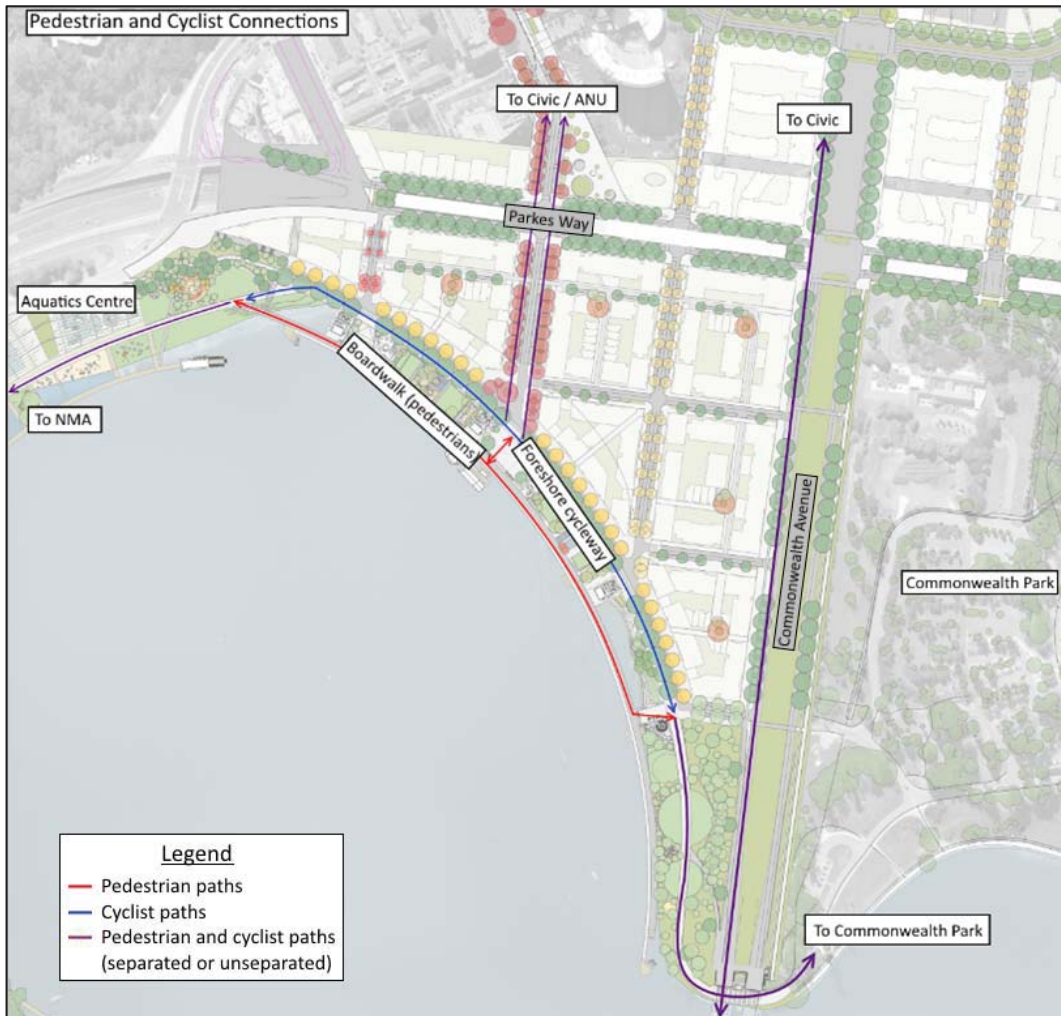 Pedestrian and Cyclist Connections
To Civic / ANU
To Civic
Parkes Way
Aquatics Centre
To NMA
Boardwalk (pedestrians)
Foreshore cycleway
Commonwealth Avenue
Commonwealth Park
To Commonwealth Park
Legend
Pedestrian paths
Cyclist paths
Pedestrian and cyclist paths
(separated or unseparated)